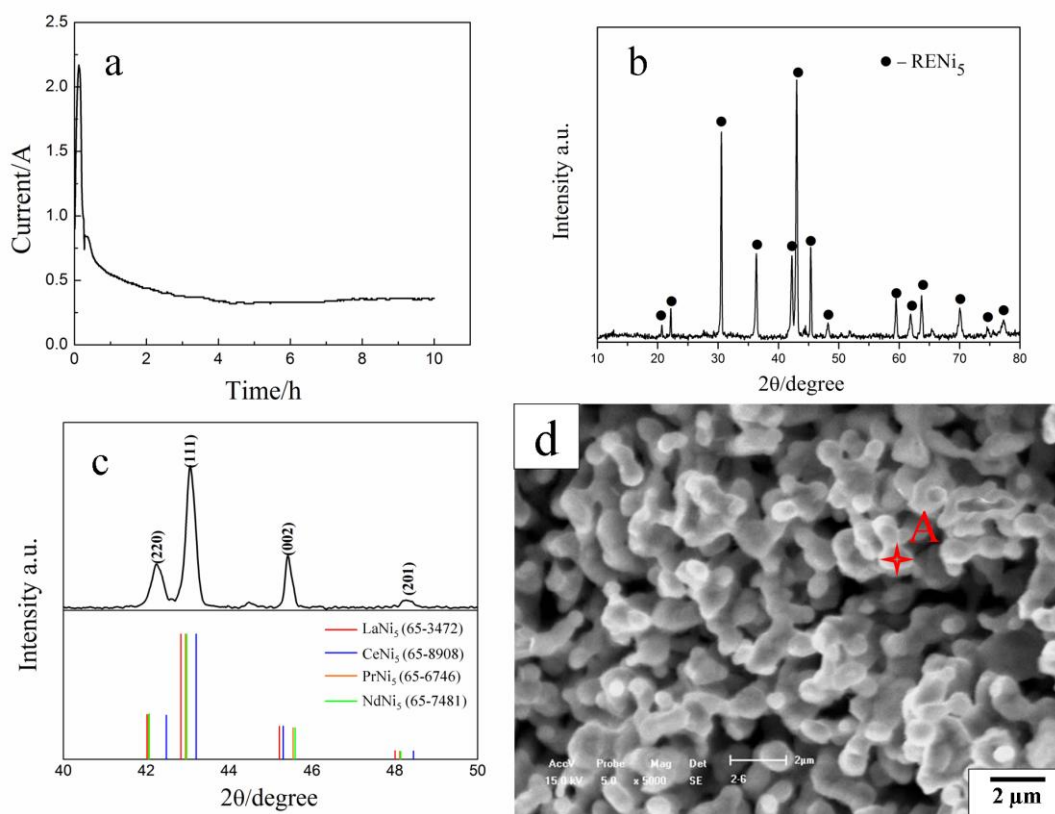 a
Current/A
2.5
2.0
1.5
1.0
0.5
0.0
0 2 4 6 8 10
Time/h
b
● – RENi5
Intensity a.u.
10 20 30 40 50 60 70 80
2θ/degree
c
(220)
(111)
(002)
(201)
Intensity a.u.
LaNi5 (65-3472)
CeNi5 (65-8908)
PrNi5 (65-6746)
NdNi5 (65-7481)
40 42 44 46 48 50
2θ/degree
d
A
AccV Probe Mag Det 2μm
15.0 kV 5.0 x 5000 SE 2-6
2 μm